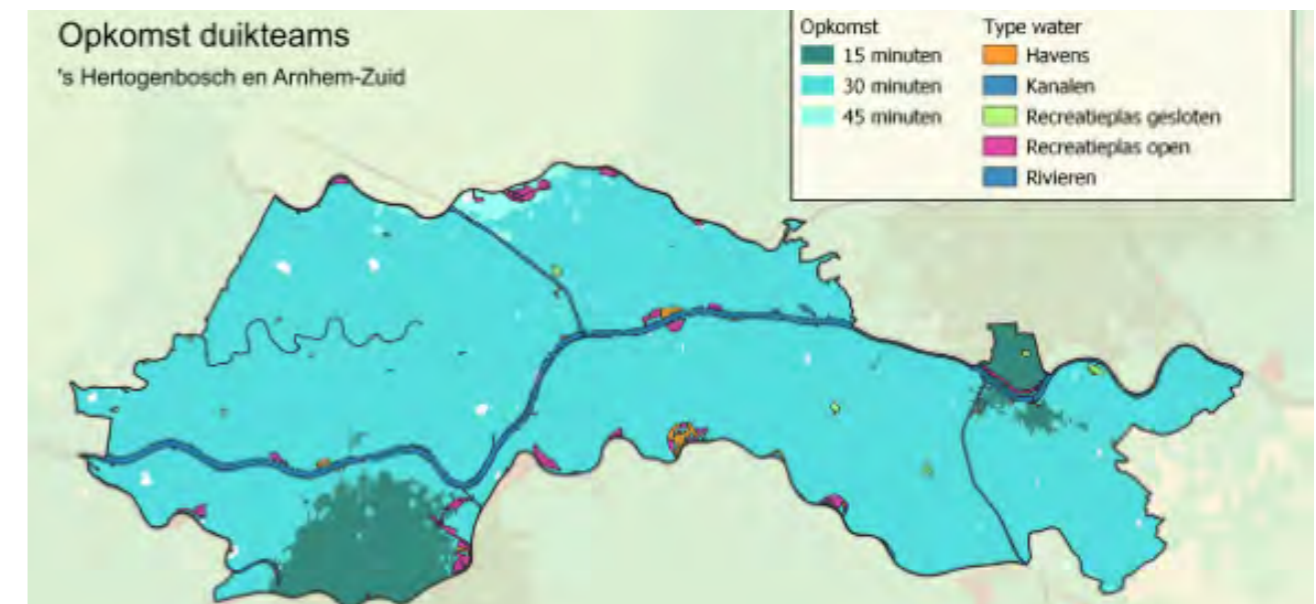 Opkomst duikteams
's Hertogenbosch en Arnhem-Zuid
Opkomst
15 minuten
30 minuten
45 minuten
Type water
Havens
Kanalen
Recreatieplas gesloten
Recreatieplas open
Rivieren